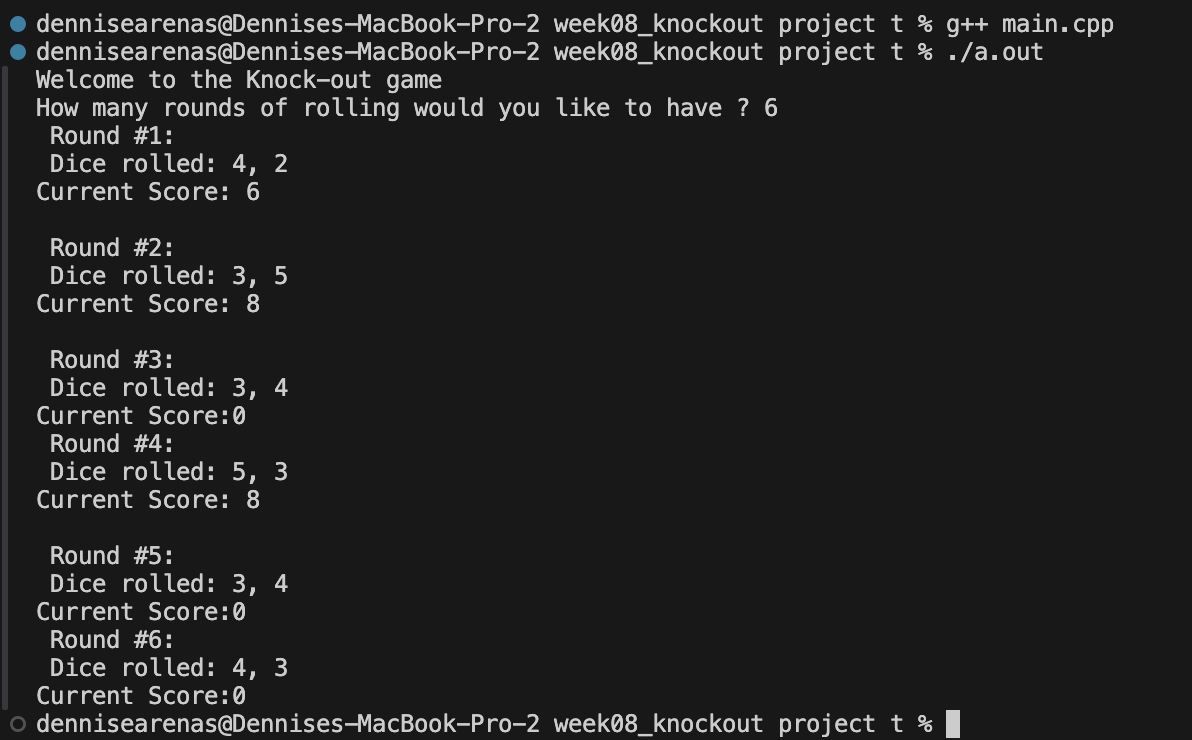 dennisearenas@Dennises-MacBook-Pro-2 week08_knockout project t % g++ main.cpp
dennisearenas@Dennises-MacBook-Pro-2 week08_knockout project t % ./a.out
Welcome to the Knock-out game
How many rounds of rolling would you like to have ? 6
Round #1:
Dice rolled: 4, 2
Current Score: 6
Round #2:
Dice rolled: 3, 5
Current Score: 8
Round #3:
Dice rolled: 3, 4
Current Score:0
Round #4:
Dice rolled: 5, 3
Current Score: 8
Round #5:
Dice rolled: 3, 4
Current Score:0
Round #6:
Dice rolled: 4, 3
Current Score:0
dennisearenas@Dennises-MacBook-Pro-2 week08_knockout project t %